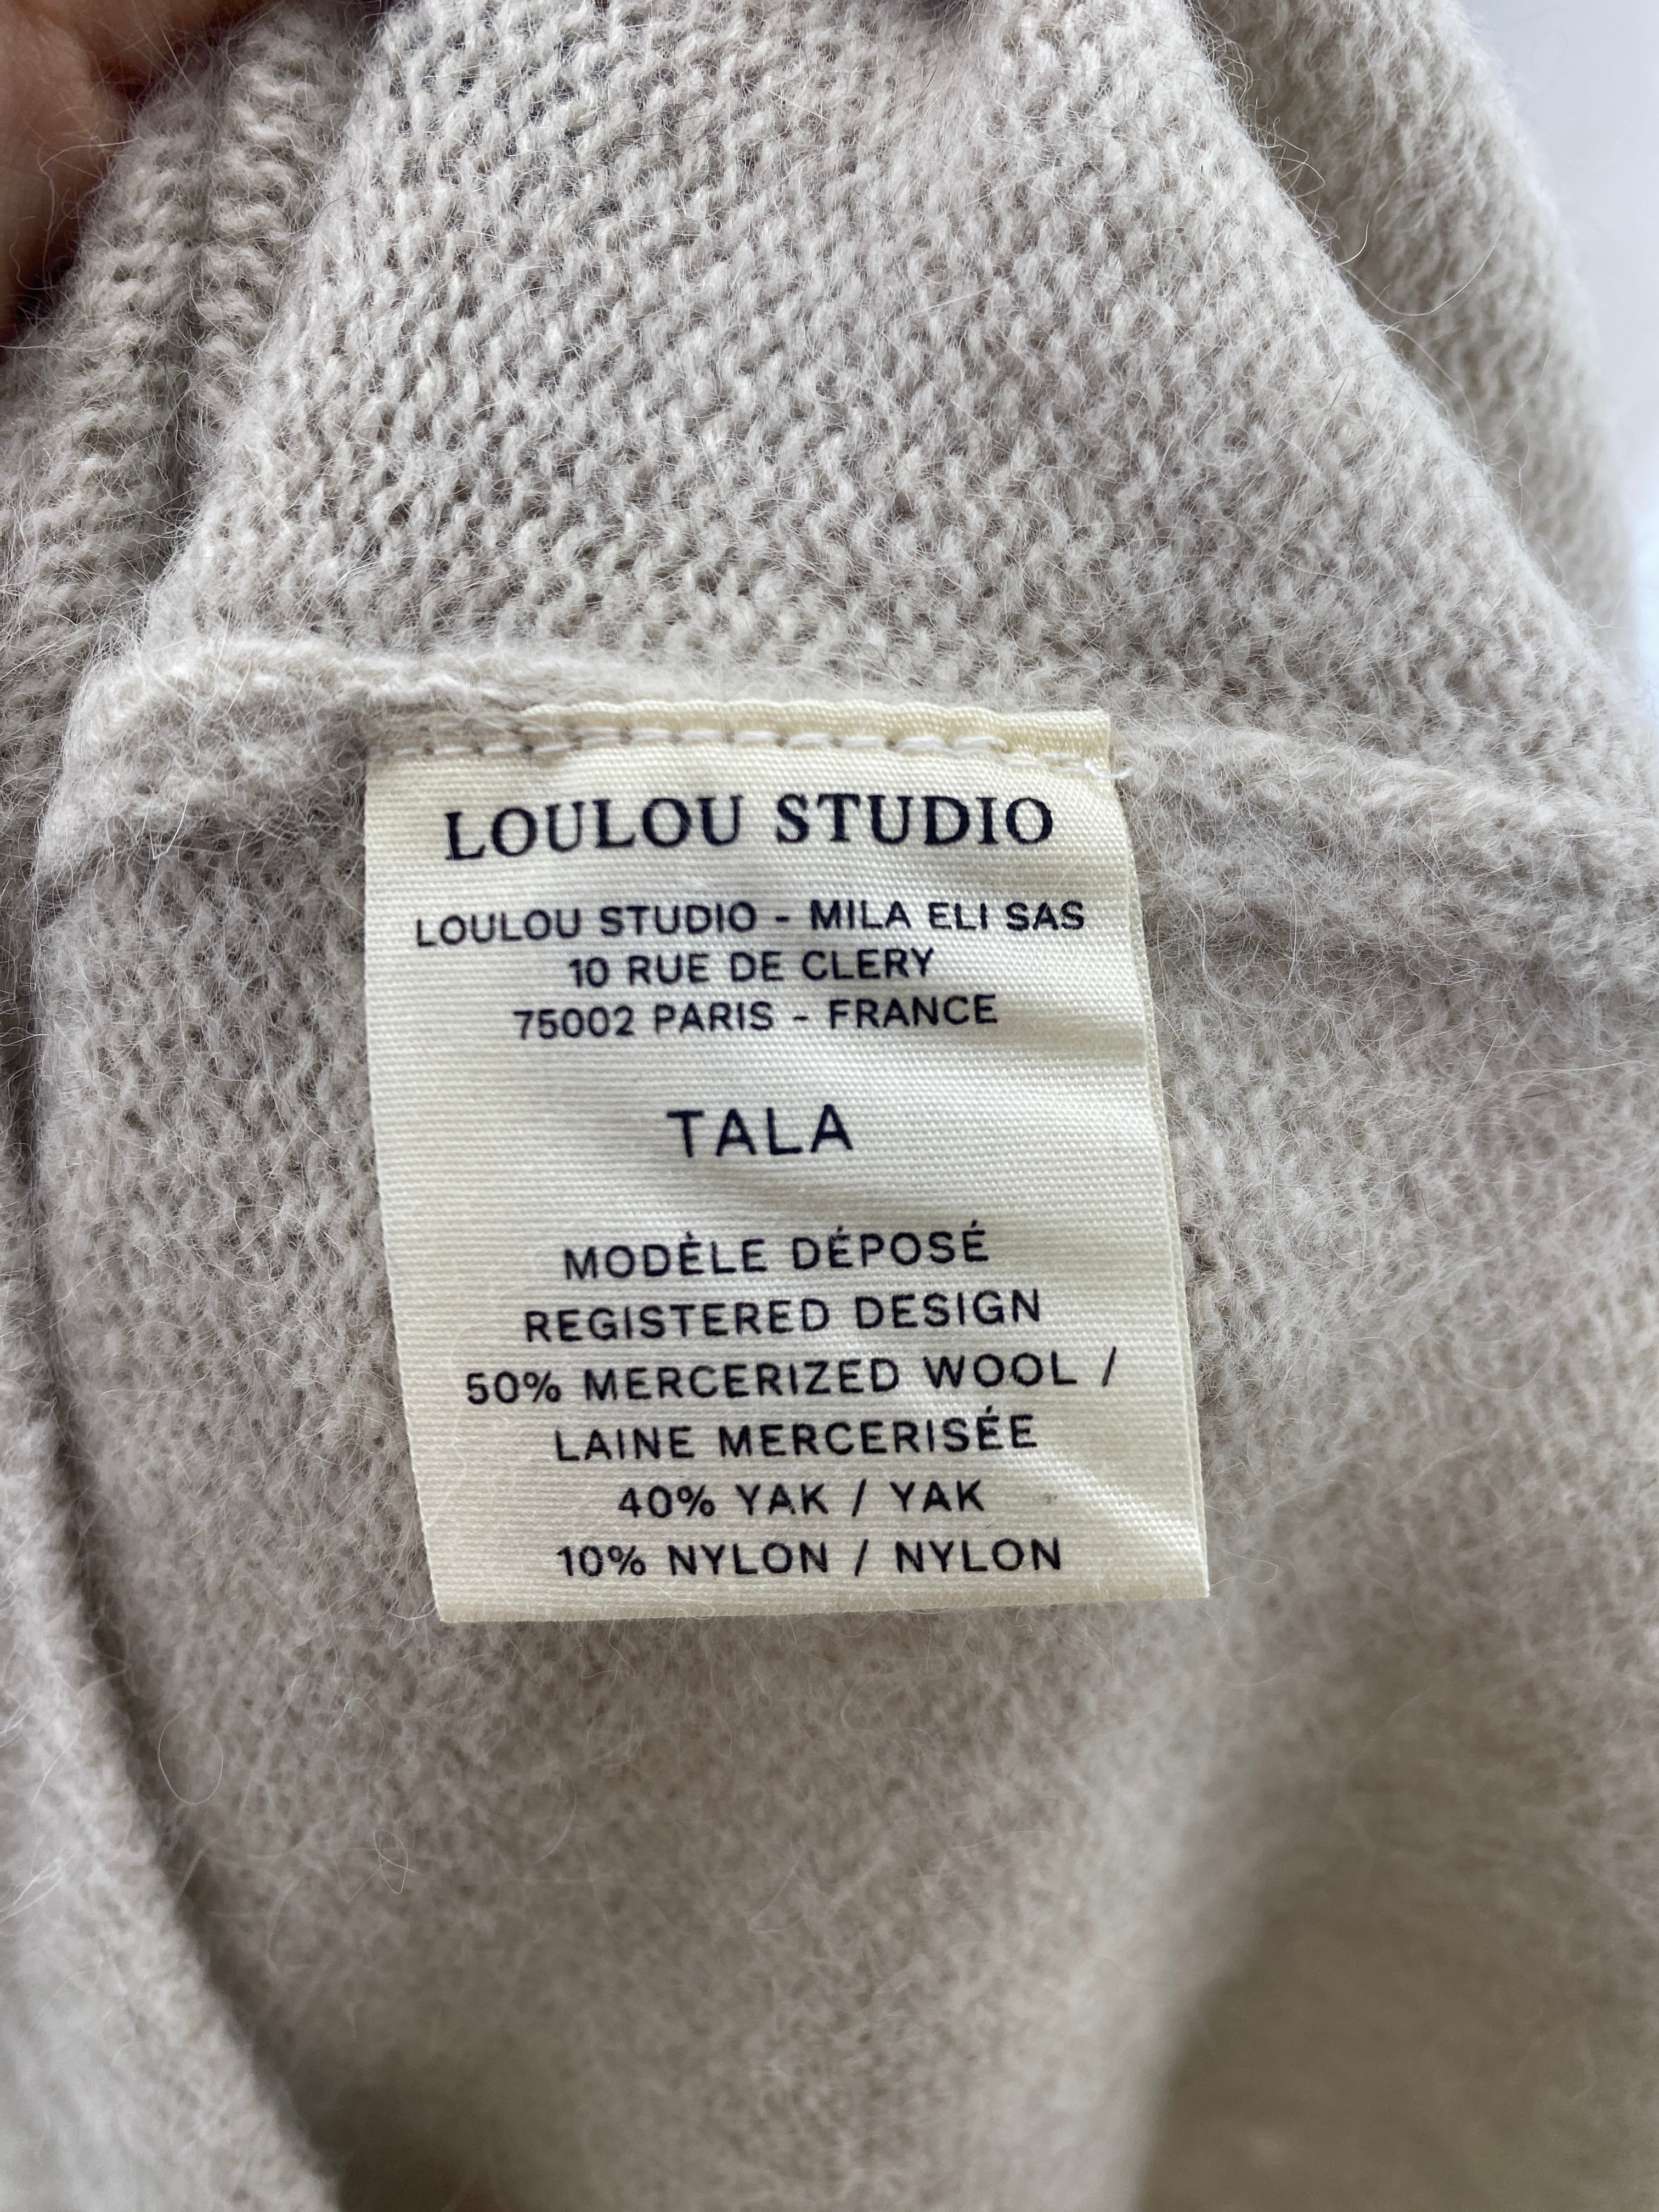 LOULOU STUDIO
LOULOU STUDIO - MILA ELI SAS
10 RUE DE CLERY
75002 PARIS - FRANCE
TALA
MODÈLE DÉPOSÉ
REGISTERED DESIGN
50% MERCERIZED WOOL /
LAINE MERCERISÉE
40% YAK / YAK
10% NYLON / NYLON